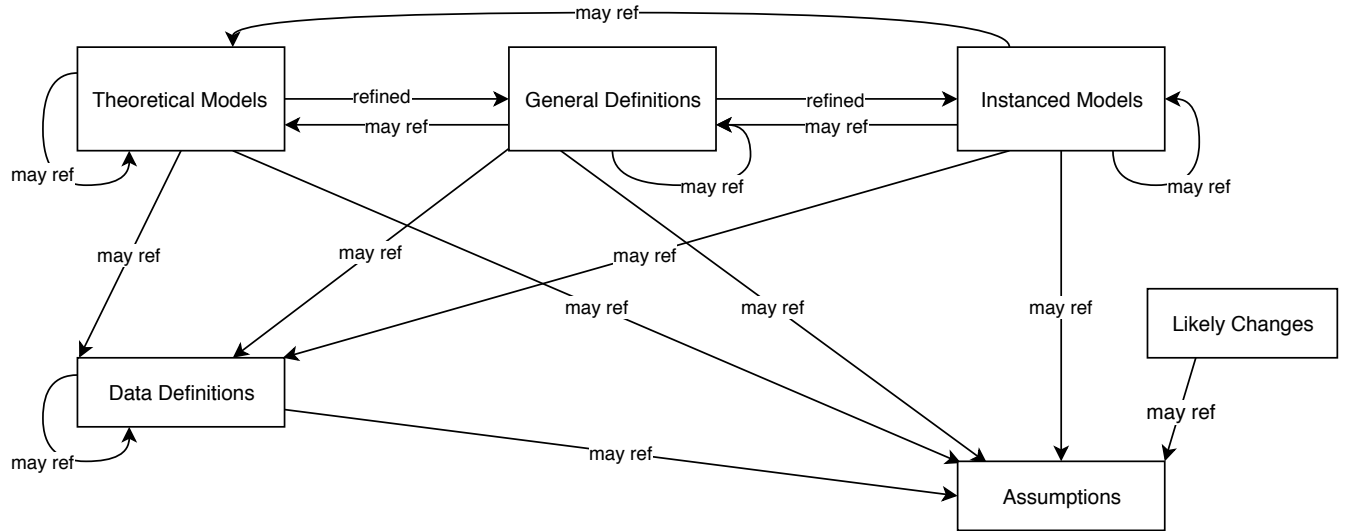 may ref
Theoretical Models
refined
General Definitions
refined
Instanced Models
may ref
may ref
may ref
may ref
may ref
may ref
may ref
may ref
may ref
may ref
may ref
may ref
Likely Changes
Data Definitions
may ref
may ref
may ref
Assumptions